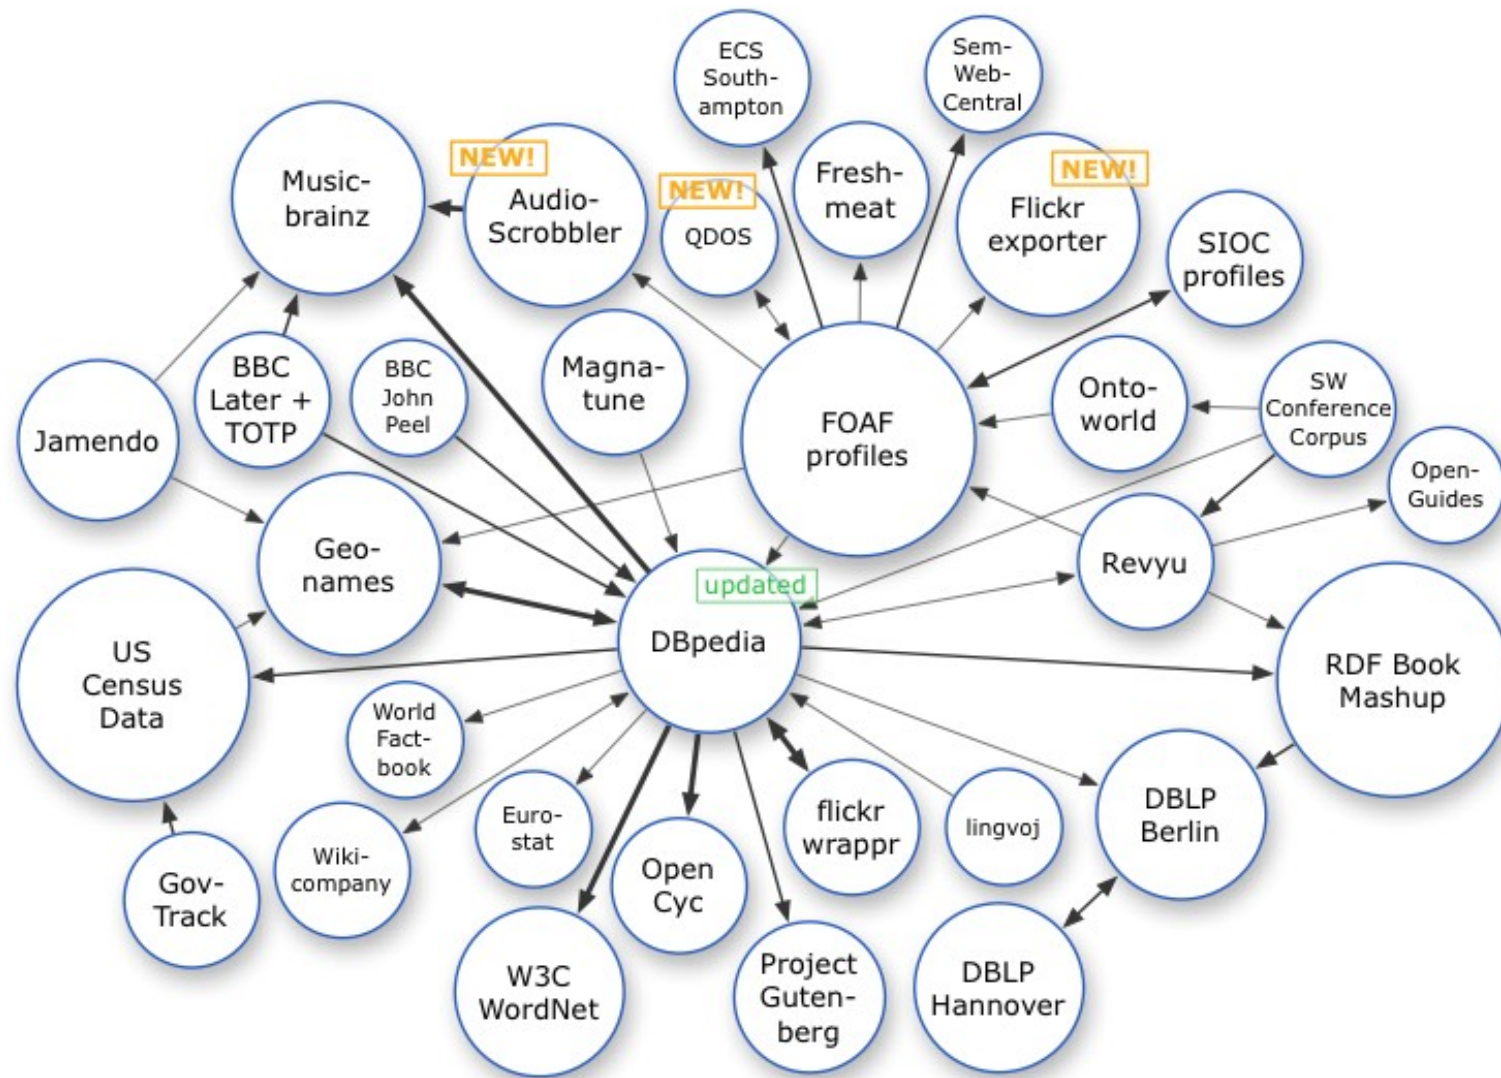 ECS
South-
ampton
Sem-
Web-
Central
Music-
brainz
NEW!
Audio-
Scrobbler
NEW!
QDOS
Fresh-
meat
NEW!
Flickr
exporter
SIOC
profiles
Jamendo
BBC
Later +
TOTP
BBC
John
Peel
Magna-
tune
FOAF
profiles
Onto-
world
SW
Conference
Corpus
Open-
Guides
Geo-
names
updated
DBpedia
Revyu
US
Census
Data
RDF Book
Mashup
World
Fact-
book
Euro-
stat
Wiki-
company
Open
Cyc
flickr
wrappr
lingvoj
DBLP
Berlin
Gov-
Track
W3C
WordNet
Project
Guten-
berg
DBLP
Hannover